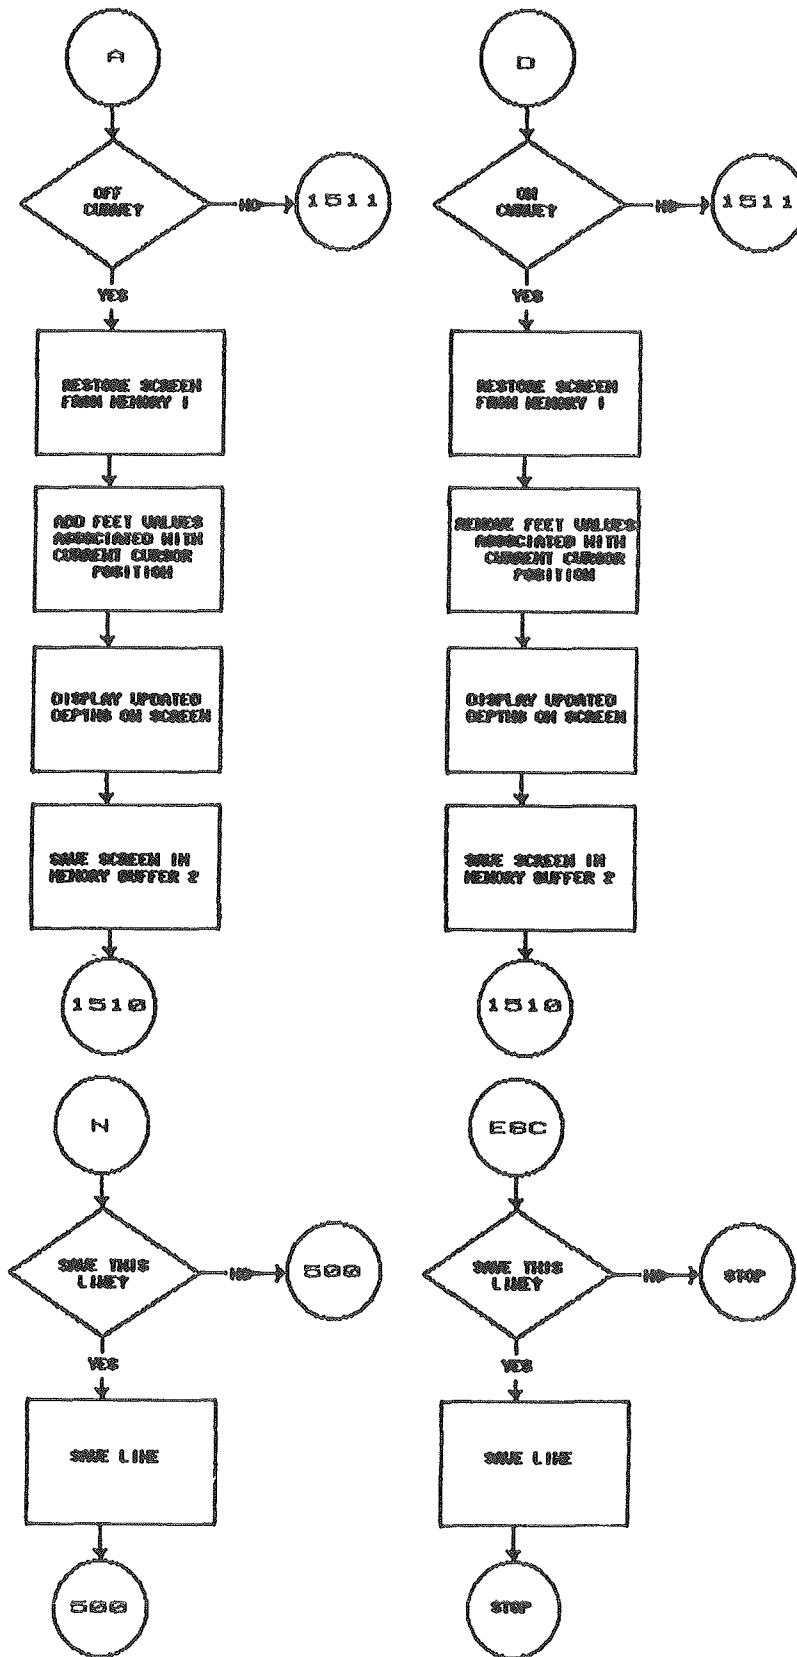 A
OFF
CURVE?
NO
1511
YES
RESTORE SCREEN
FROM MEMORY 1
ADD FEET VALUES
ASSOCIATED WITH
CURRENT CURSOR
POSITION
DISPLAY UPDATED
DEPTHS ON SCREEN
SAVE SCREEN IN
MEMORY BUFFER 2
1510
D
ON
CURVE?
NO
1511
YES
RESTORE SCREEN
FROM MEMORY 1
REMOVE FEET VALUES
ASSOCIATED WITH
CURRENT CURSOR
POSITION
DISPLAY UPDATED
DEPTHS ON SCREEN
SAVE SCREEN IN
MEMORY BUFFER 2
1510
N
SAVE THIS
LINE?
NO
500
YES
SAVE LINE
500
ESC
SAVE THIS
LINE?
NO
STOP
YES
SAVE LINE
STOP